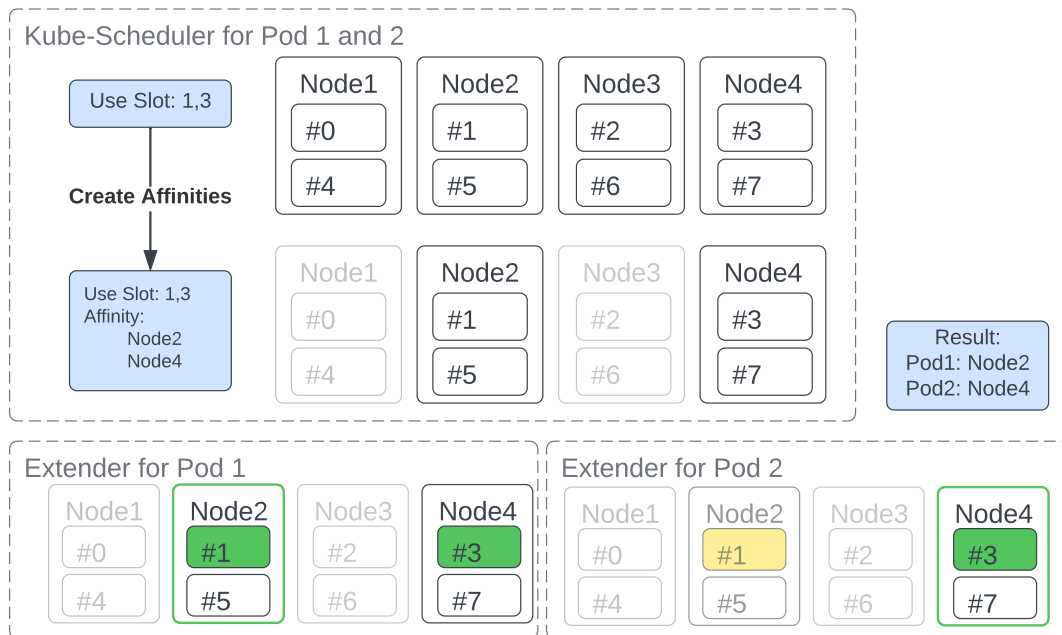 Kube-Scheduler for Pod 1 and 2
Use Slot: 1,3
Create Affinities
Use Slot: 1,3
Affinity:
Node2
Node4
Node1 Node2 Node3 Node4
#0 #1 #2 #3
#4 #5 #6 #7
Node1 Node2 Node3 Node4
#0 #1 #2 #3
#4 #5 #6 #7
Result:
Pod1: Node2
Pod2: Node4
Extender for Pod 1
Node1 Node2 Node3 Node4
#0 #1 #2 #3
#4 #5 #6 #7
Extender for Pod 2
Node1 Node2 Node3 Node4
#0 #1 #2 #3
#4 #5 #6 #7